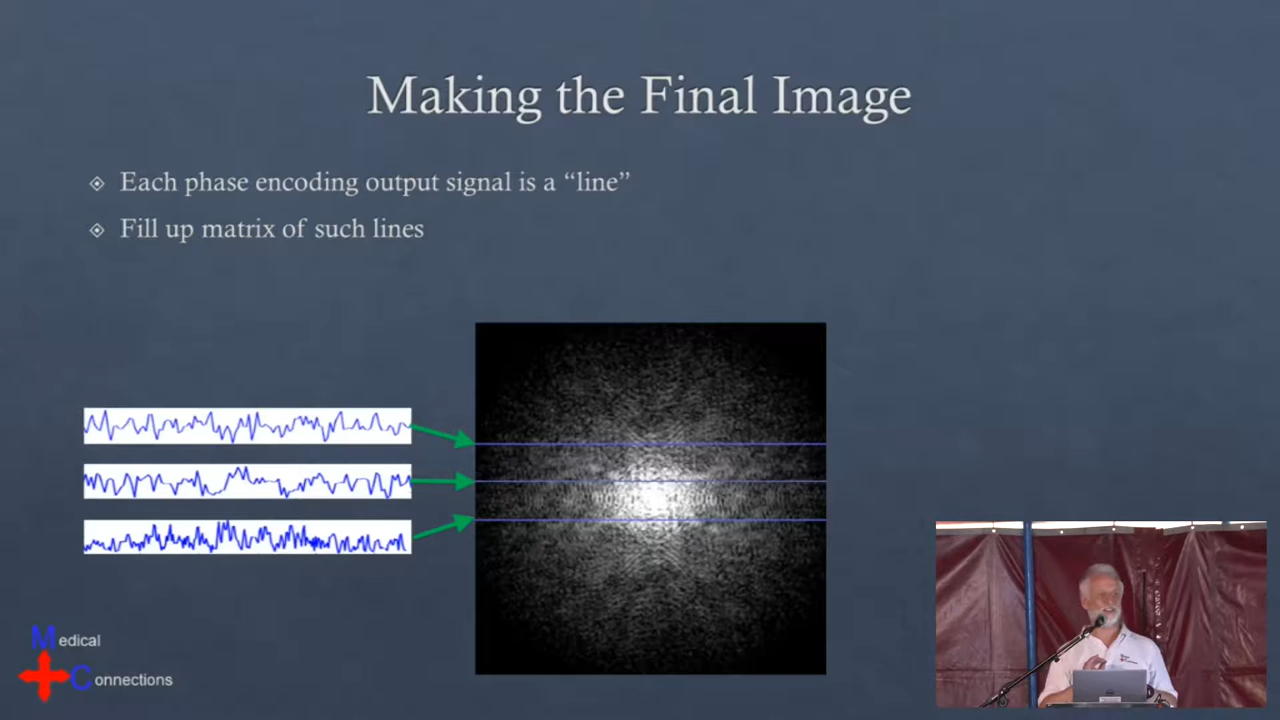 Making the Final Image
Each phase encoding output signal is a “line”
Fill up matrix of such lines
Medical
Connections